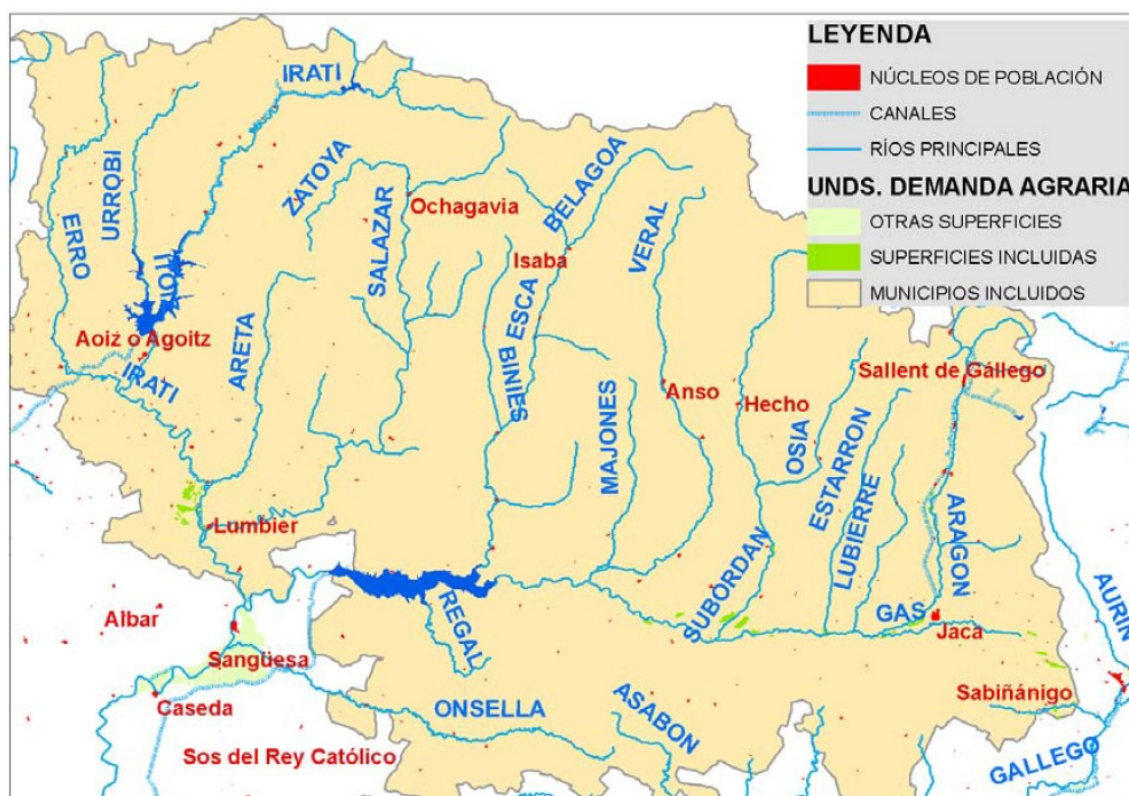 LEYENDA
NÚCLEOS DE POBLACIÓN
CANALES
RÍOS PRINCIPALES
UNDS. DEMANDA AGRARIA
OTRAS SUPERFICIES
SUPERFICIES INCLUIDAS
MUNICIPIOS INCLUIDOS
IRATI
URROBI
ERRO
ZATOYA
SALAZAR
Ochagavia
BELAGOA
Isaba
VERAL
ITOIZ
ESCA
Aoiz o Agoitz
IRATI
ARETA
BINIES
MAJONES
Anso
Hecho
OSIA
Sallent de Gállego
ESTARRON
LUBIERRE
ARAGON
Lumbier
SUBORDAN
GAS
Jaca
AURIN
REGAL
Albar
Sangüesa
Caseda
ONSELLA
ASABON
Sabiñánigo
Sos del Rey Católico
GALLEGO